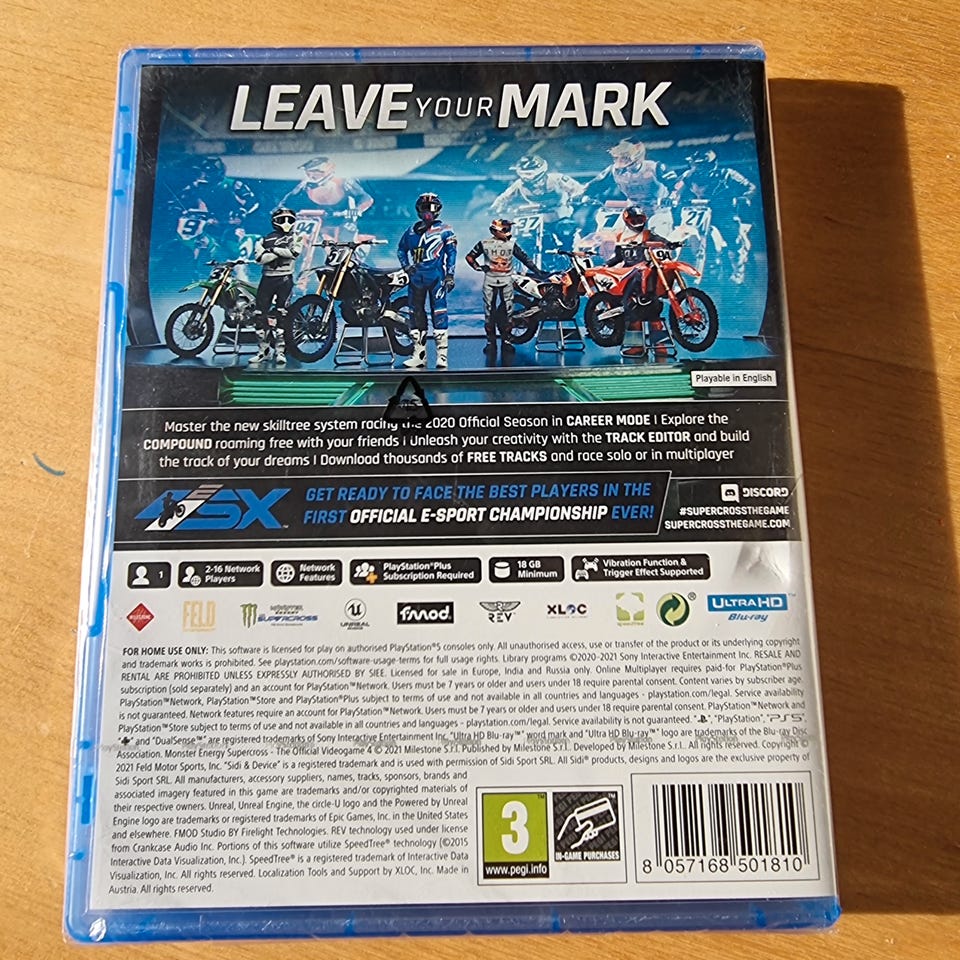 LEAVE YOUR MARK
9
94
37
1
21
51
5
94
THOR
Playable in English
Master the new skilltree system racing the 2020 Official Season in CAREER MODE | Explore the
COMPOUND roaming free with your friends | Unleash your creativity with the TRACK EDITOR and build
the track of your dreams | Download thousands of FREE TRACKS and race solo or in multiplayer
ESX™
GET READY TO FACE THE BEST PLAYERS IN THE
FIRST OFFICIAL E-SPORT CHAMPIONSHIP EVER!
DISCORD
#SUPERCROSSTHEGAME
SUPERCROSSTHEGAME.COM
1
2-16 Network
Players
Network
Features
PlayStation®Plus
Subscription Required
18 GB
Minimum
Vibration Function &
Trigger Effect Supported
MILESTONE
FELD
MONSTER ENERGY
SUPERCROSS
UNREAL
fmod.
REV
XLOC
SpeedTree
ULTRA HD
Blu-ray™
FOR HOME USE ONLY: This software is licensed for play on authorised PlayStation®5 consoles only. All unauthorised access, use or transfer of the product or its underlying copyright
and trademark works is prohibited. See playstation.com/software-usage-terms for full usage rights. Library programs ©2020-2021 Sony Interactive Entertainment Inc. RESALE AND
RENTAL ARE PROHIBITED UNLESS EXPRESSLY AUTHORISED BY SIEE. Licensed for sale in Europe, India and Russia only. Online Multiplayer requires paid-for PlayStation®Plus
subscription (sold separately) and an account for PlayStation™Network. Users must be 7 years or older and users under 18 require parental consent. Content varies by subscriber age.
PlayStation™Network, PlayStation™Store and PlayStation®Plus subject to terms of use and not available in all countries and languages - playstation.com/legal. Service availability
is not guaranteed. Network features require an account for PlayStation™Network. Users must be 7 years or older and users under 18 require parental consent. PlayStation™Network and
PlayStation™Store subject to terms of use and not available in all countries and languages - playstation.com/legal. Service availability is not guaranteed. "", "PlayStation", "PS5",
"" and "DualSense" are registered trademarks of Sony Interactive Entertainment Inc. "Ultra HD Blu-ray™" word mark and "Ultra HD Blu-ray™" logo are trademarks of the Blu-ray Disc
Association. Monster Energy Supercross - The Official Videogame 4 © 2021 Milestone S.r.l. Published by Milestone S.r.l. Developed by Milestone S.r.l. All rights reserved. Copyright ©
2021 Feld Motor Sports, Inc. "Sidi & Device" is a registered trademark and is used with permission of Sidi Sport SRL. All Sidi® products, designs and logos are the exclusive property of
Sidi Sport SRL. All manufacturers, accessory suppliers, names, tracks, sponsors, brands and
associated imagery featured in this game are trademarks and/or copyrighted materials of
their respective owners. Unreal, Unreal Engine, the circle-U logo and the Powered by Unreal
Engine logo are trademarks or registered trademarks of Epic Games, Inc. in the United States
and elsewhere. FMOD Studio BY Firelight Technologies. REV technology used under license
from Crankcase Audio Inc. Portions of this software utilize SpeedTree® technology (©2015
Interactive Data Visualization, Inc.). SpeedTree® is a registered trademark of Interactive Data
Visualization, Inc. All rights reserved. Localization Tools and Support by XLOC, Inc. Made in
Austria. All rights reserved.
3
www.pegi.info
IN-GAME PURCHASES
8 057168 501810